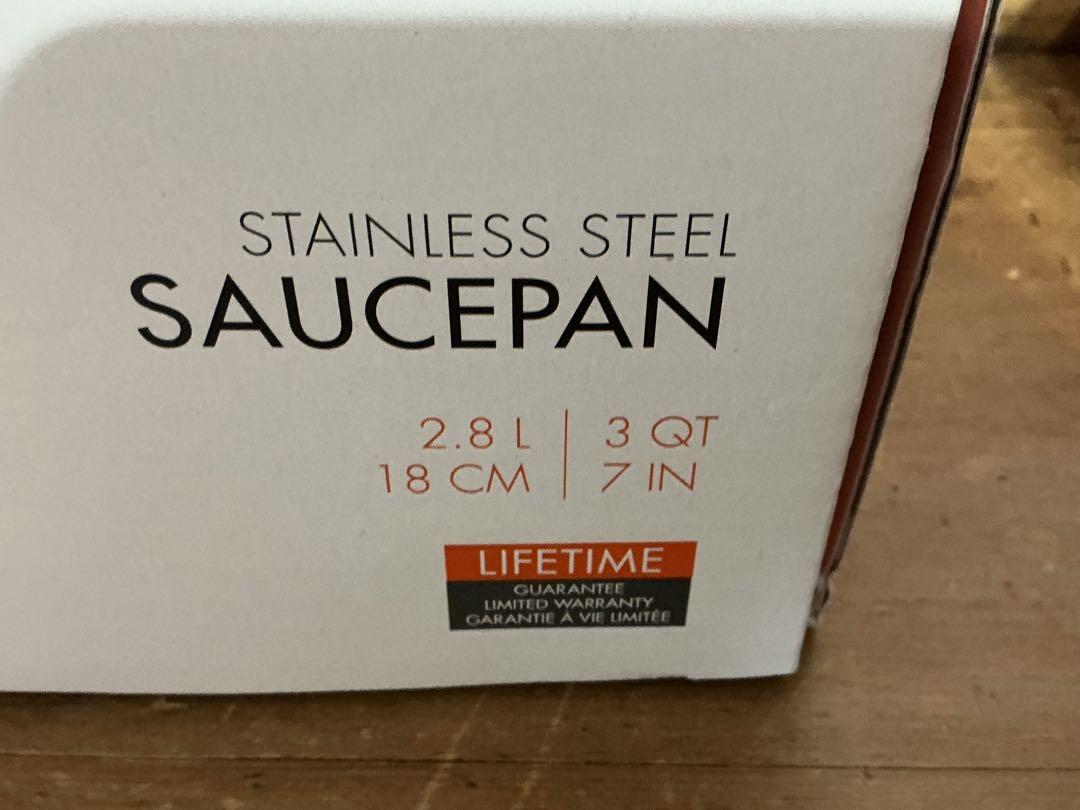 STAINLESS STEEL
SAUCEPAN
2.8 L | 3 QT
18 CM | 7 IN
LIFETIME
GUARANTEE
LIMITED WARRANTY
GARANTIE À VIE LIMITÉE